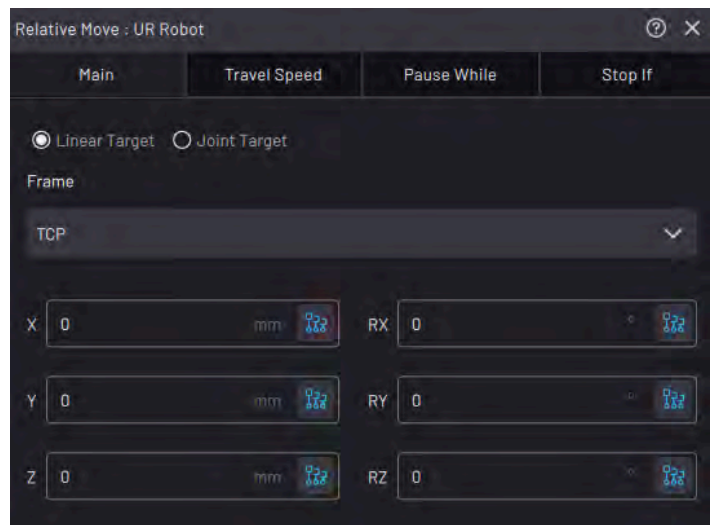 Relative Move : UR Robot
Main Travel Speed Pause While Stop If
Linear Target Joint Target
Frame
TCP
X 0 mm RX 0 °
Y 0 mm RY 0 °
Z 0 mm RZ 0 °